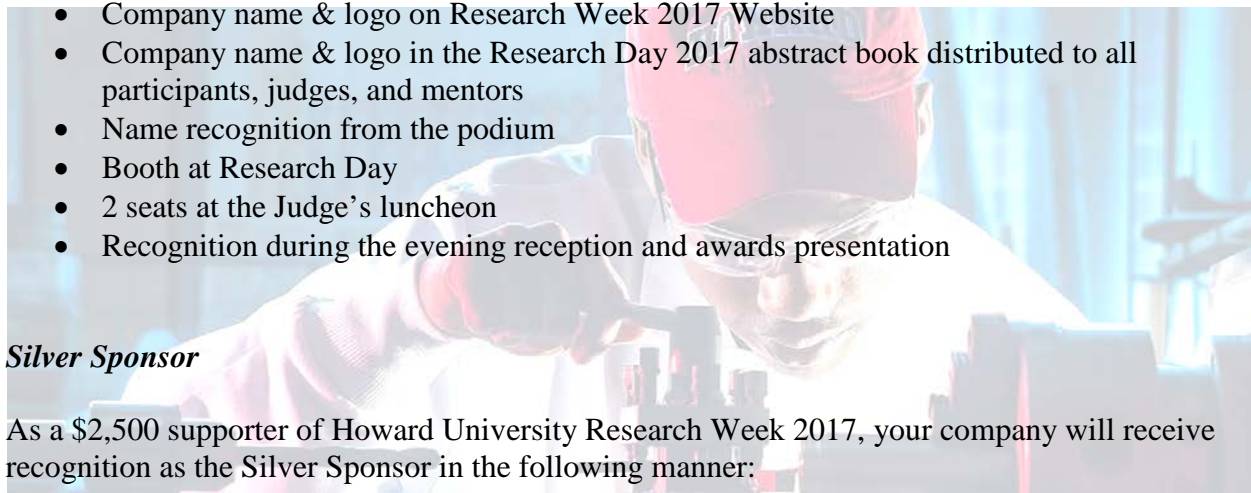 • Company name & logo on Research Week 2017 Website
• Company name & logo in the Research Day 2017 abstract book distributed to all
participants, judges, and mentors
• Name recognition from the podium
• Booth at Research Day
• 2 seats at the Judge’s luncheon
• Recognition during the evening reception and awards presentation
Silver Sponsor
As a $2,500 supporter of Howard University Research Week 2017, your company will receive
recognition as the Silver Sponsor in the following manner: